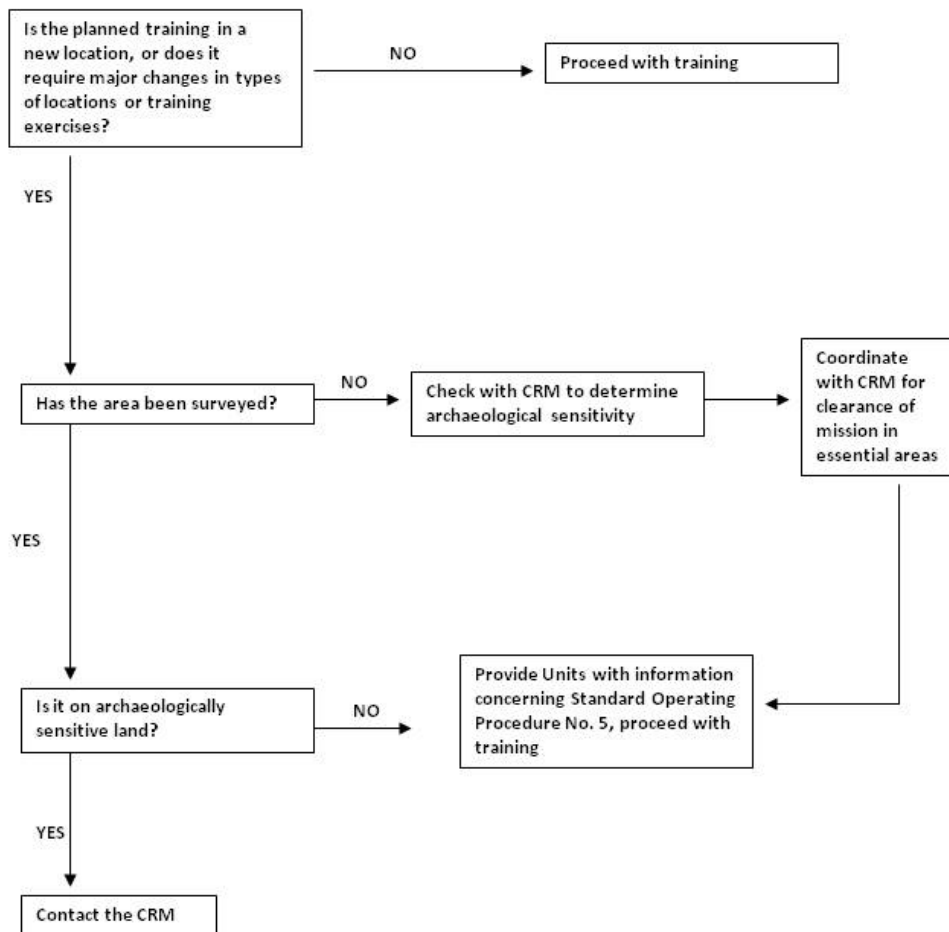 Is the planned training in a
new location, or does it
require major changes in types
of locations or training
exercises?
NO
Proceed with training
YES
Has the area been surveyed?
NO
Check with CRM to determine
archaeological sensitivity
Coordinate
with CRM for
clearance of
mission in
essential areas
YES
Is it on archaeologically
sensitive land?
NO
Provide Units with information
concerning Standard Operating
Procedure No. 5, proceed with
training
YES
Contact the CRM